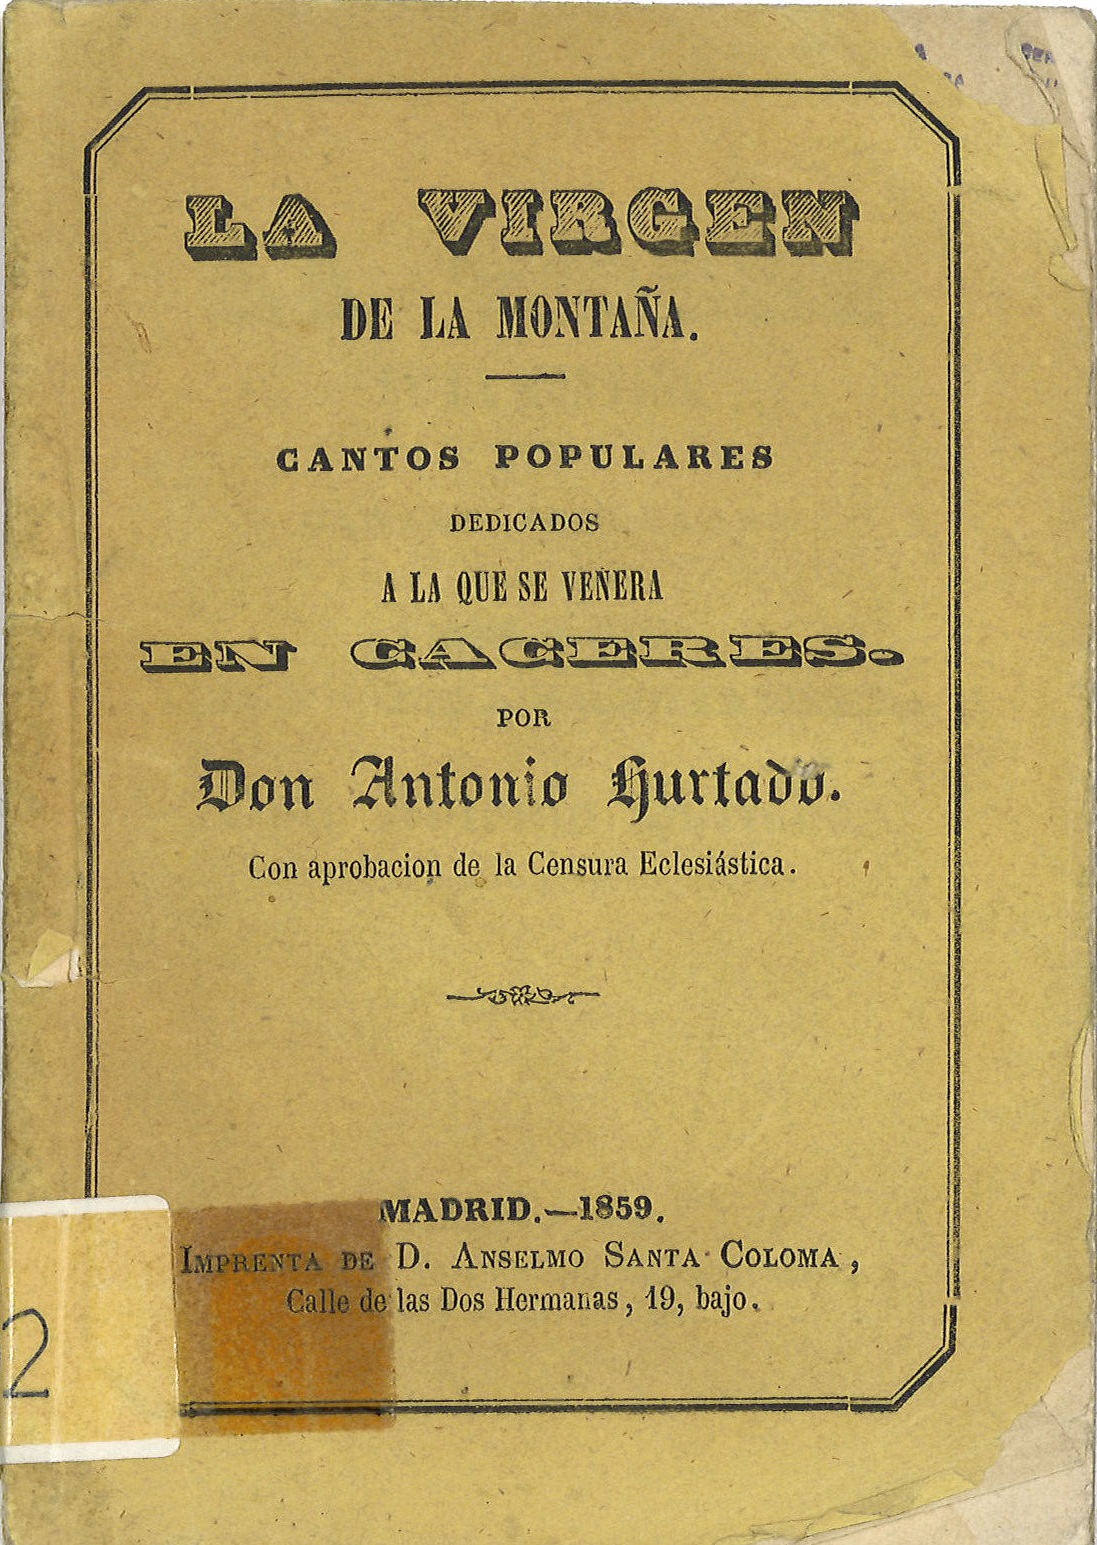 LA VIRGEN
DE LA MONTAÑA.
CANTOS POPULARES
DEDICADOS
A LA QUE SE VENERA
EN CACERES.
POR
Don Antonio Hurtado.
Con aprobacion de la Censura Eclesiástica.
MADRID.—1859.
IMPRENTA DE D. ANSELMO SANTA COLOMA,
Calle de las Dos Hermanas, 19, bajo.
2